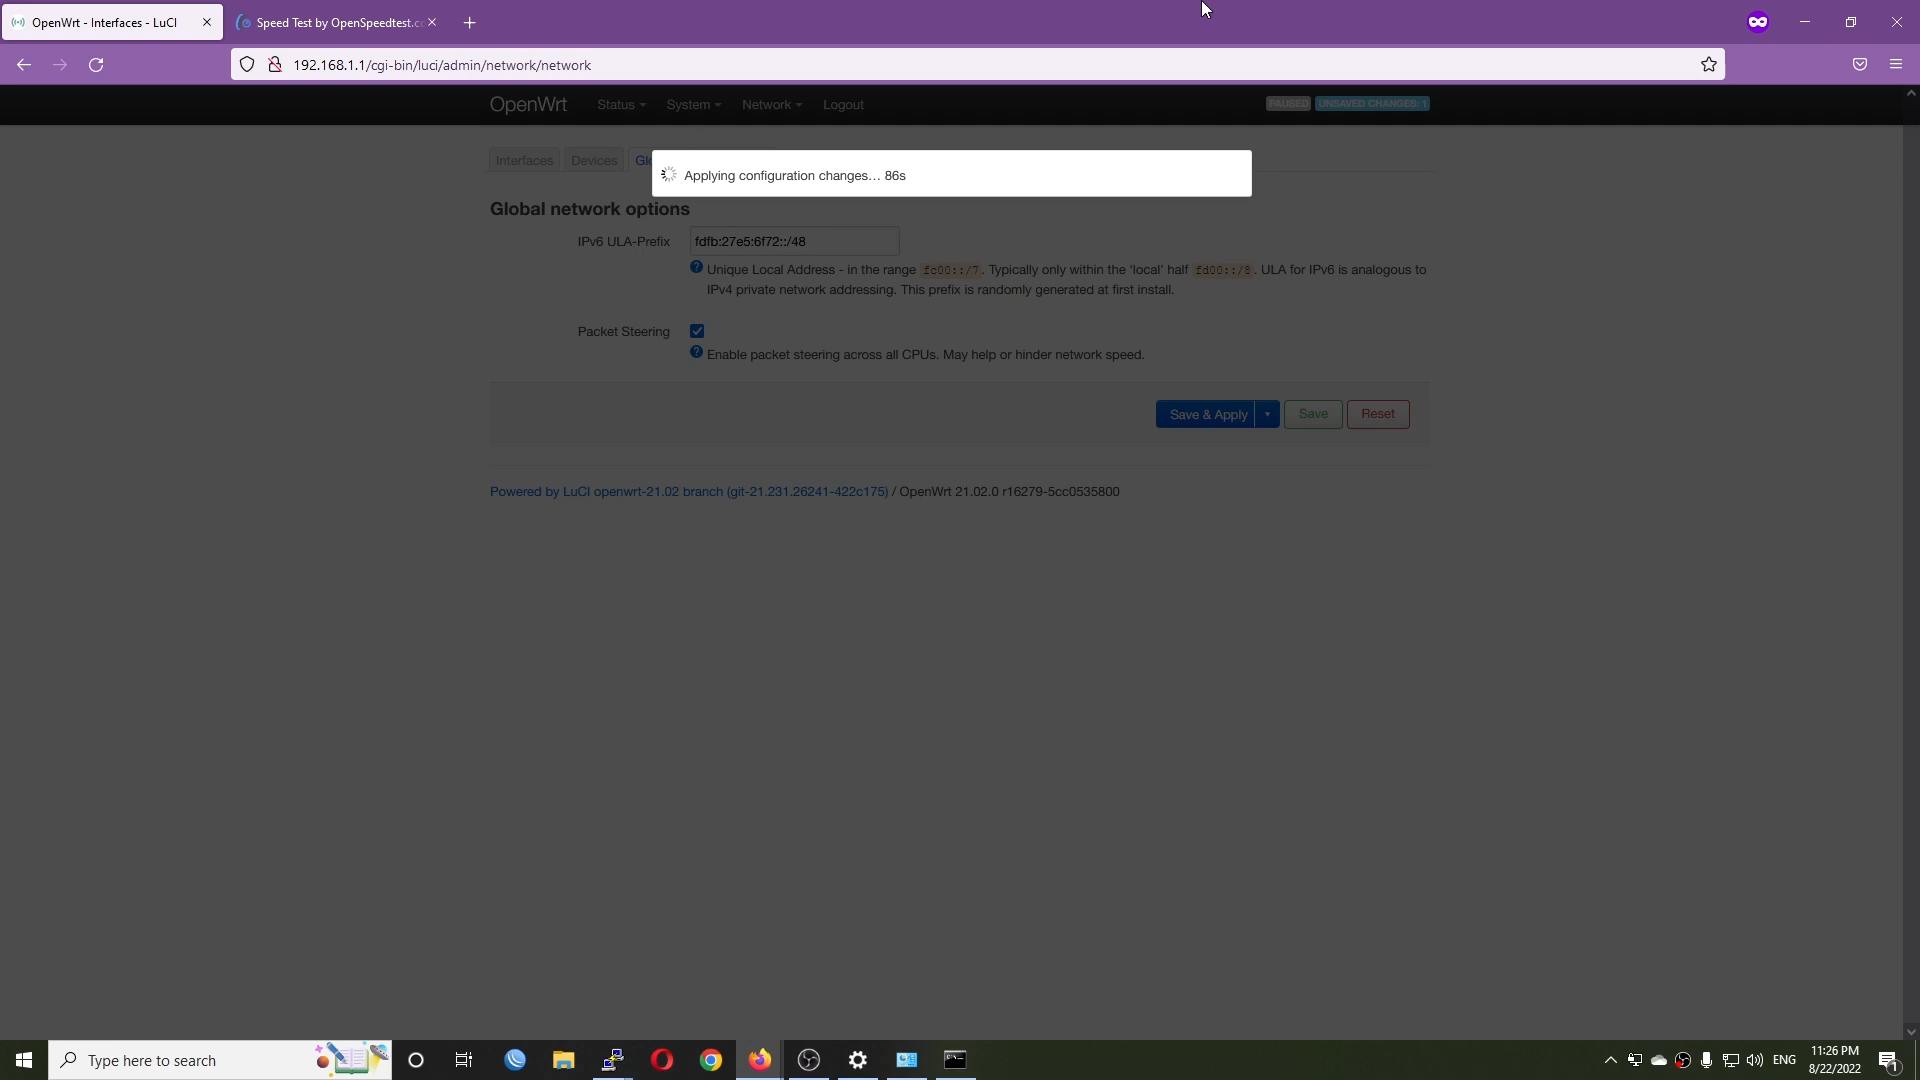 OpenWrt - Interfaces - LuCI
Speed Test by OpenSpeedtest.c
192.168.1.1/cgi-bin/luci/admin/network/network
OpenWrt Status System Network Logout PAUSED UNSAVED CHANGES: 1
Interfaces Devices Glo
Applying configuration changes… 86s
Global network options
IPv6 ULA-Prefix fdfb:27e5:6f72::/48
Unique Local Address - in the range fc00::/7. Typically only within the 'local' half fd00::/8. ULA for IPv6 is analogous to
IPv4 private network addressing. This prefix is randomly generated at first install.
Packet Steering
Enable packet steering across all CPUs. May help or hinder network speed.
Save & Apply Save Reset
Powered by LuCI openwrt-21.02 branch (git-21.231.26241-422c175) / OpenWrt 21.02.0 r16279-5cc0535800
Type here to search
ENG
11:26 PM
8/22/2022
1